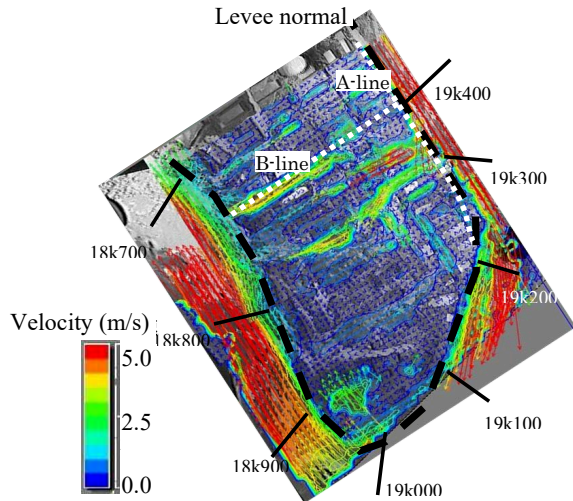 Levee normal
A-line
19k400
B-line
19k300
18k700
19k200
Velocity (m/s)
18k800
5.0
2.5
0.0
19k100
18k900
19k000